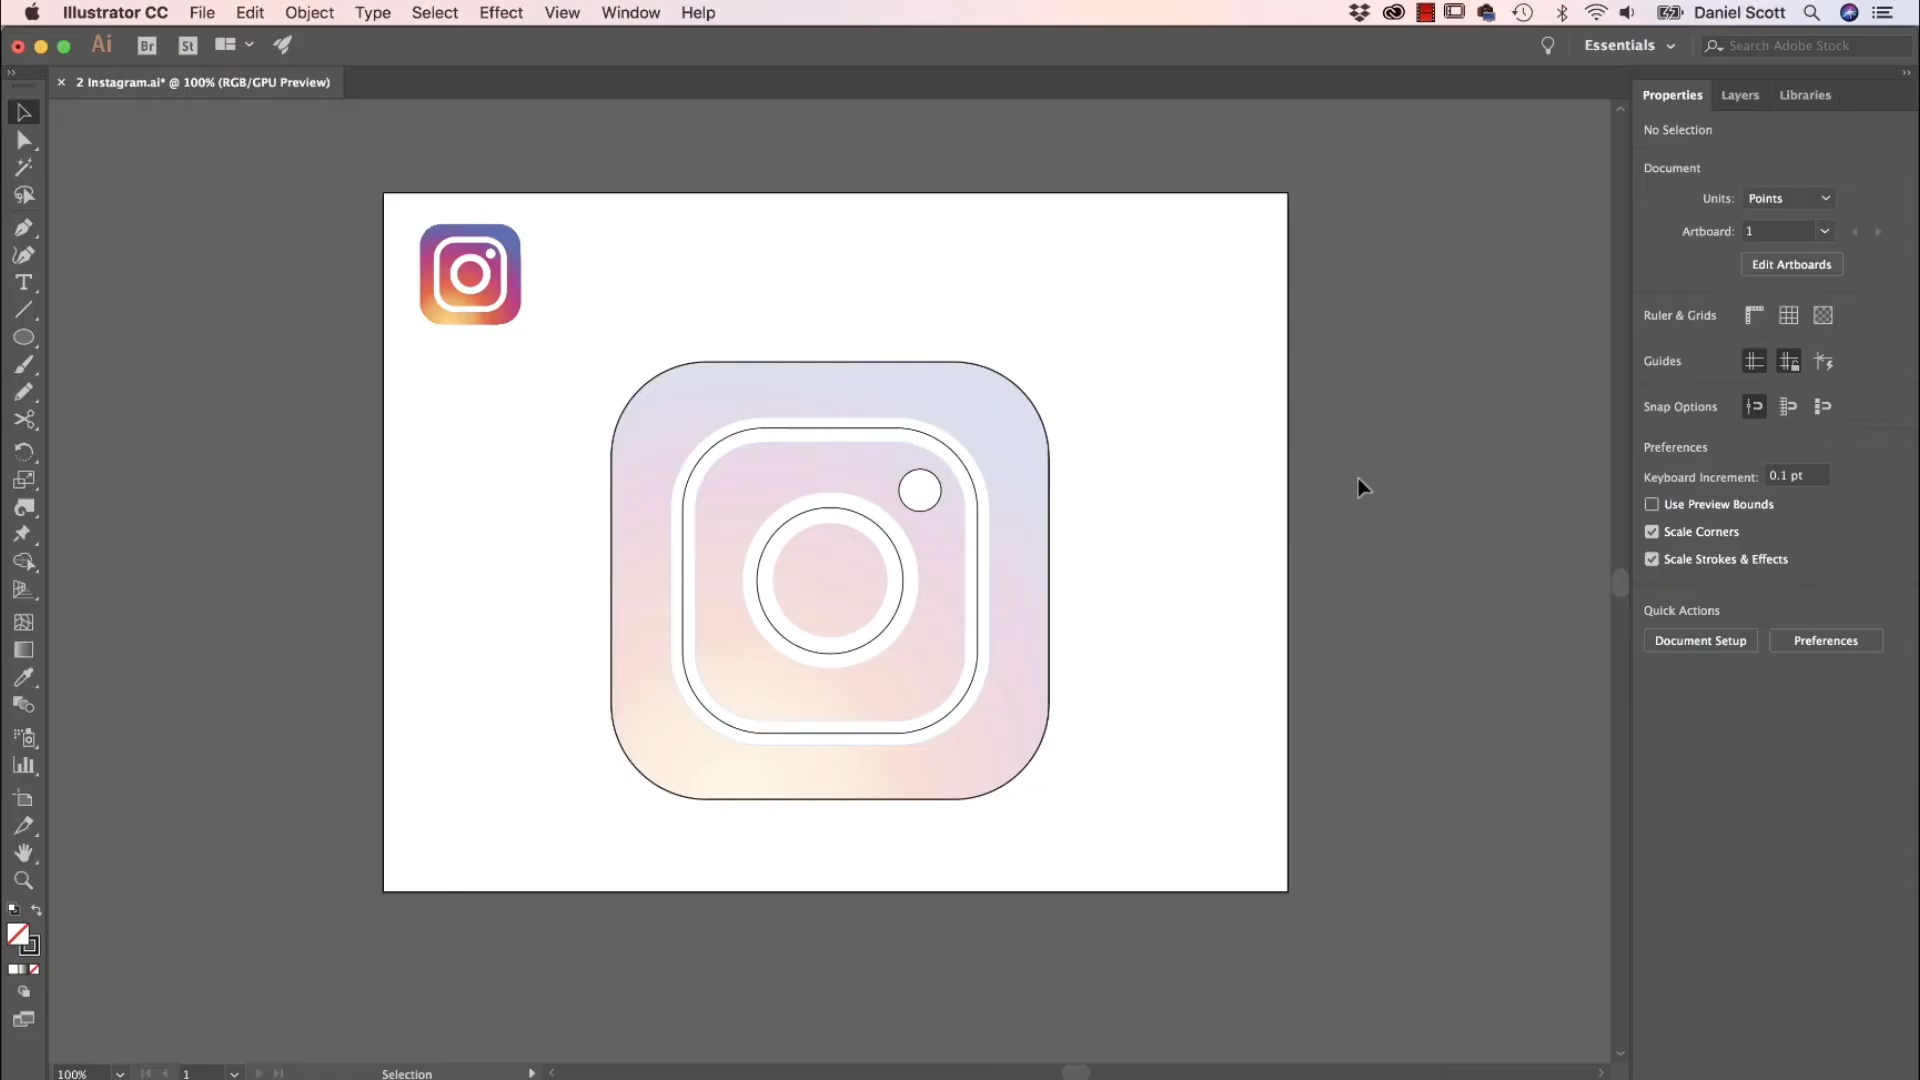 Illustrator CC File Edit Object Type Select Effect View Window Help Daniel Scott
Ai Br St Essentials Search Adobe Stock
× 2 Instagram.ai* @ 100% (RGB/GPU Preview)
Properties Layers Libraries
No Selection
Document
Units: Points
Artboard: 1
Edit Artboards
Ruler & Grids
Guides
Snap Options
Preferences
Keyboard Increment: 0.1 pt
Use Preview Bounds
Scale Corners
Scale Strokes & Effects
Quick Actions
Document Setup Preferences
100% 1 Selection